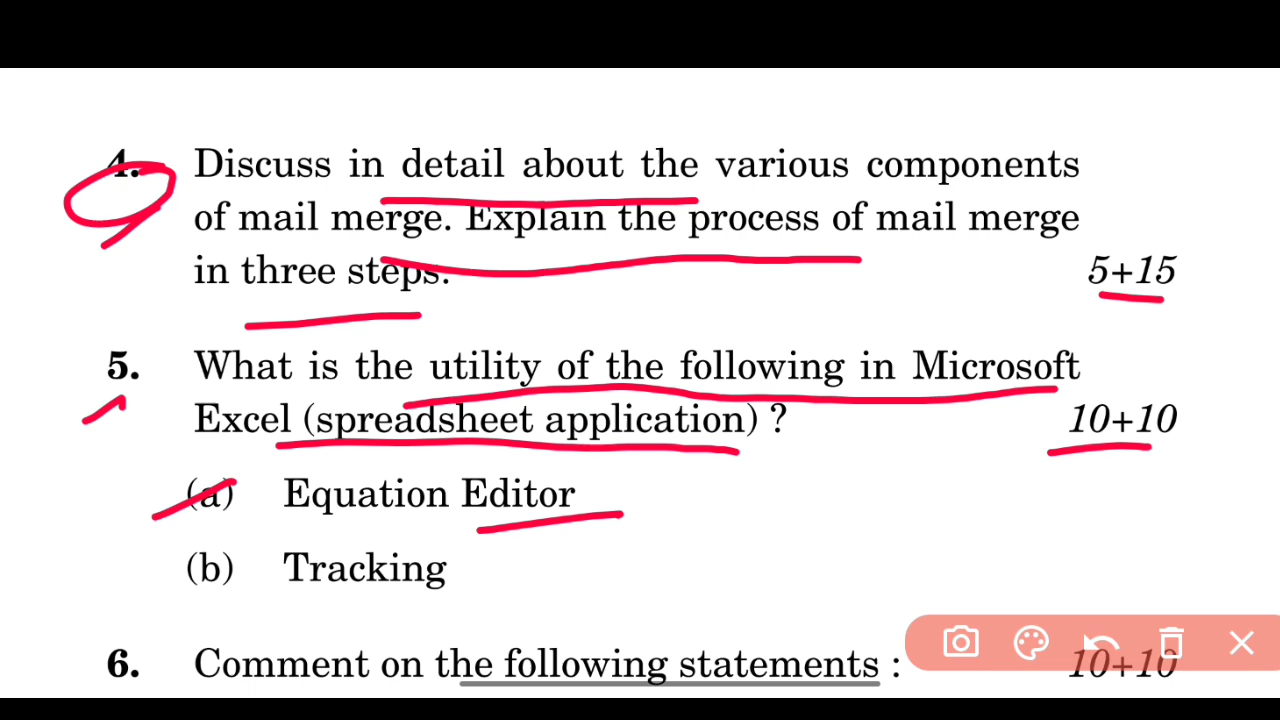 4. Discuss in detail about the various components
of mail merge. Explain the process of mail merge
in three steps. 5+15
5. What is the utility of the following in Microsoft
Excel (spreadsheet application) ? 10+10
(a) Equation Editor
(b) Tracking
6. Comment on the following statements : 10+10